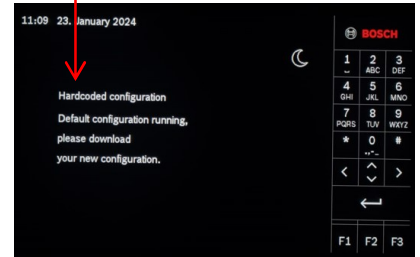 11:09 23. January 2024
Hardcoded configuration
Default configuration running,
please download
your new configuration.
BOSCH
1 2 3
ABC DEF
4 5 6
GHI JKL MNO
7 8 9
PQRS TUV WXYZ
* 0 #
F1 F2 F3